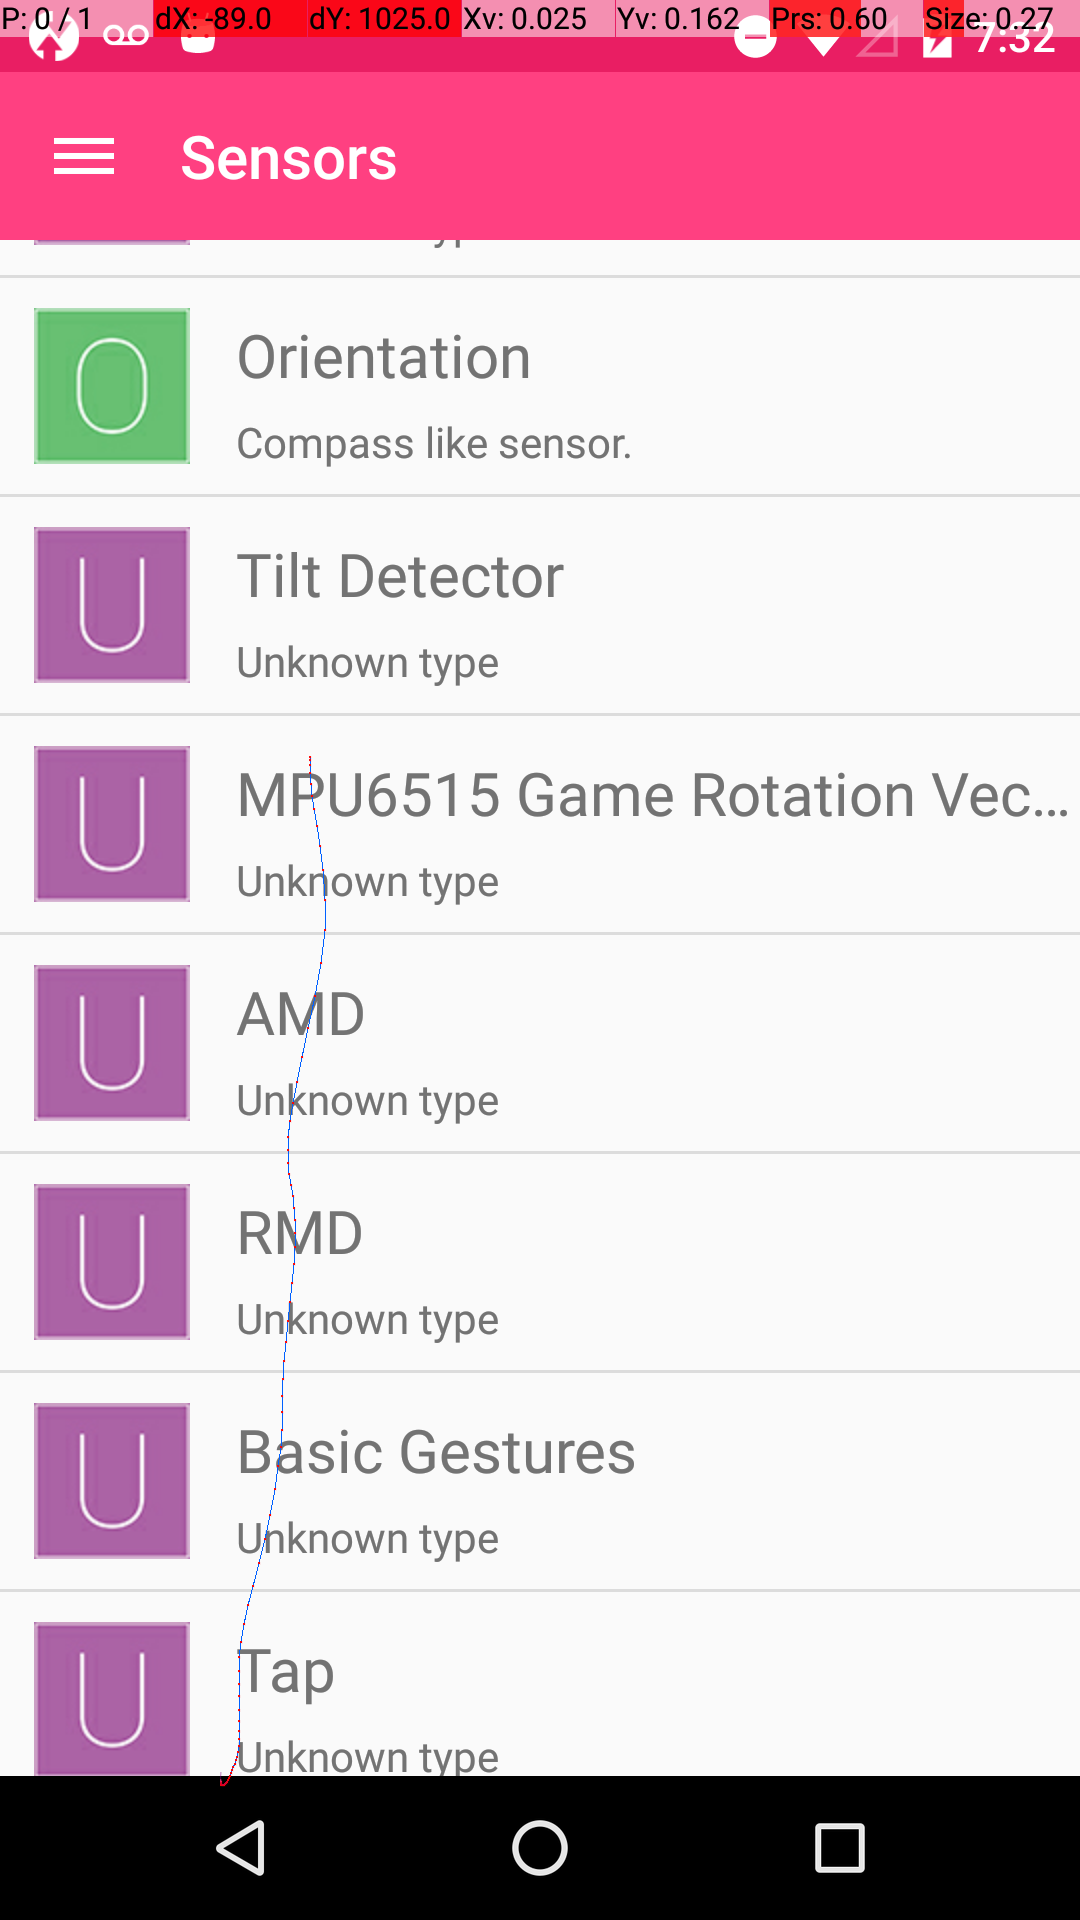 P: 0 / 1 dX: -89.0 dY: 1025.0 Xv: 0.025 Yv: 0.162 Prs: 0.60 Size: 0.27
7:32
Sensors
O
Orientation
Compass like sensor.
U
Tilt Detector
Unknown type
U
MPU6515 Game Rotation Vec...
Unknown type
U
AMD
Unknown type
U
RMD
Unknown type
U
Basic Gestures
Unknown type
U
Tap
Unknown type